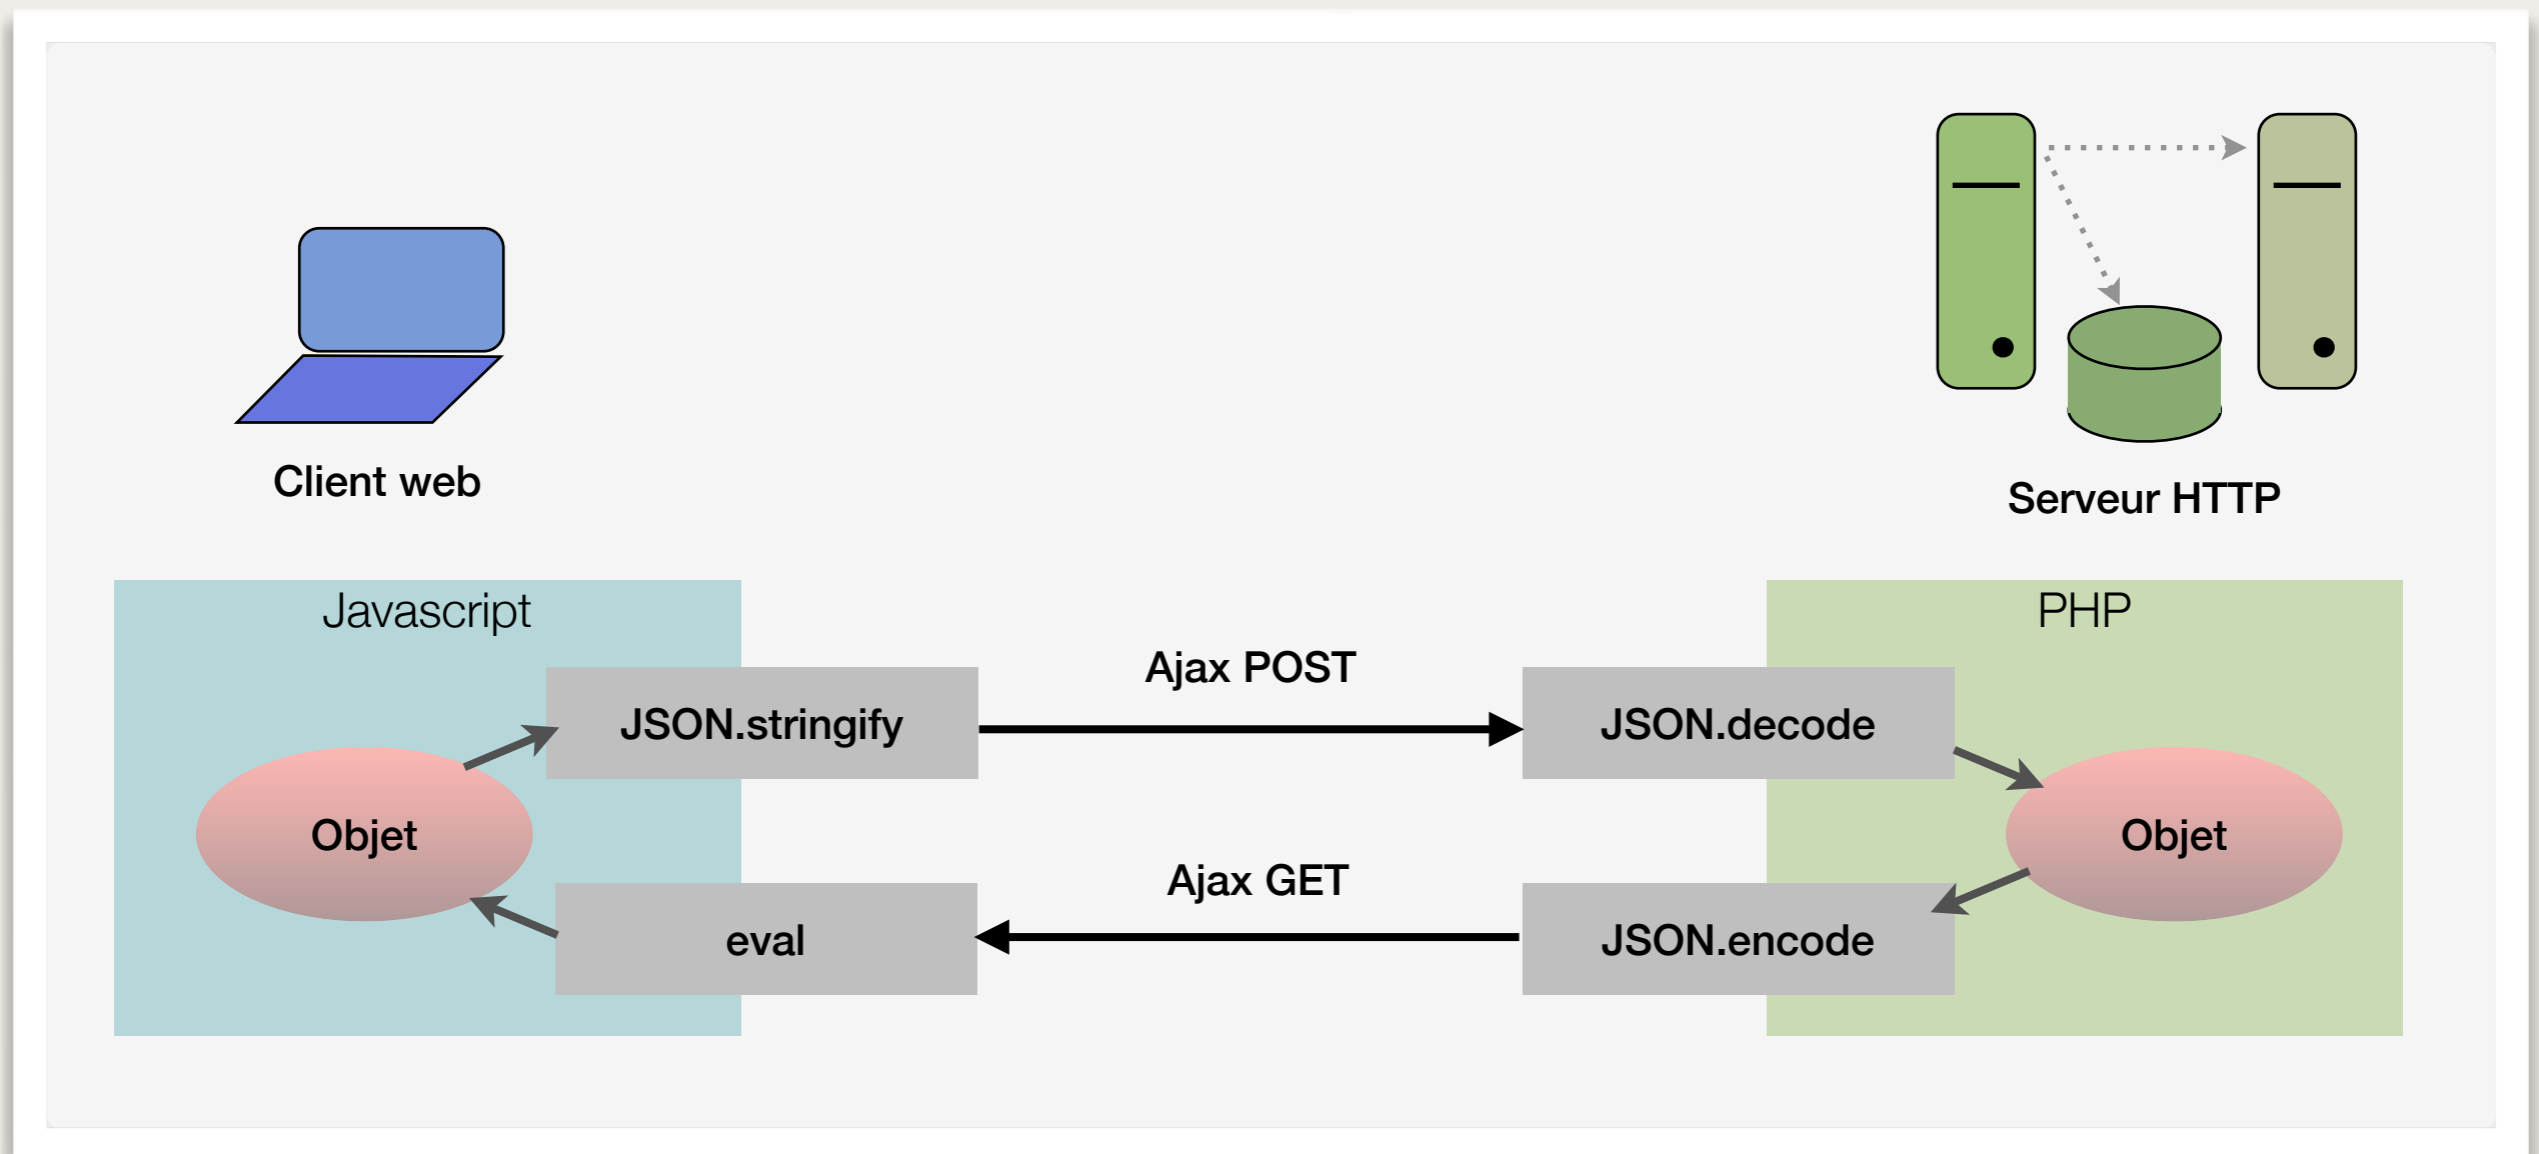 Client web
Serveur HTTP
Javascript
PHP
Ajax POST
JSON.stringify
JSON.decode
Objet
Objet
Ajax GET
eval
JSON.encode